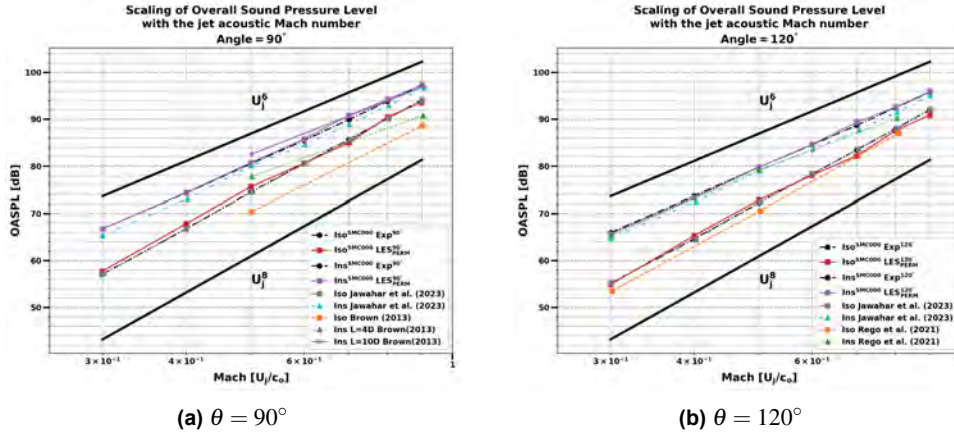 Scaling of Overall Sound Pressure Level
with the jet acoustic Mach number
Angle = 90°
OASPL [dB]
100
90
80
70
60
50
U_j^6
U_j^8
Iso^SMC000 Exp^90°
Iso^SMC000 LES^90°_PERM
Ins^SMC000 Exp^90°
Ins^SMC000 LES^90°_PERM
Iso Jawahar et al. (2023)
Ins Jawahar et al. (2023)
Iso Brown (2013)
Ins L=4D Brown(2013)
Ins L=10D Brown(2013)
3 × 10⁻¹
4 × 10⁻¹
6 × 10⁻¹
1
Mach [U_j/c_o]
(a) θ = 90°
Scaling of Overall Sound Pressure Level
with the jet acoustic Mach number
Angle = 120°
OASPL [dB]
100
90
80
70
60
50
U_j^6
U_j^8
Iso^SMC000 Exp^120°
Iso^SMC000 LES^120°_PERM
Ins^SMC000 Exp^120°
Ins^SMC000 LES^120°_PERM
Iso Jawahar et al. (2023)
Ins Jawahar et al. (2023)
Iso Rego et al. (2021)
Ins Rego et al. (2021)
3 × 10⁻¹
4 × 10⁻¹
6 × 10⁻¹
1
Mach [U_j/c_o]
(b) θ = 120°